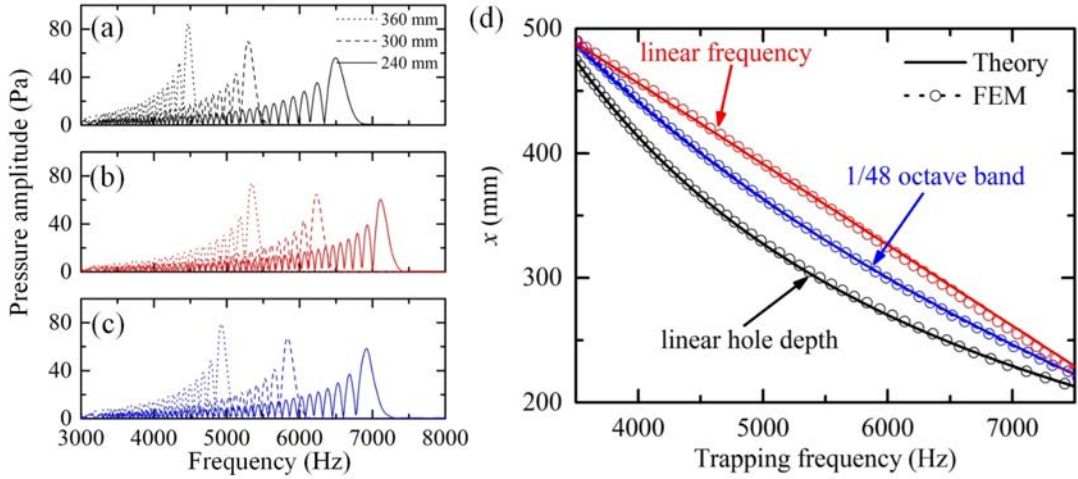 (a)
360 mm
300 mm
240 mm
80
40
0
(b)
80
40
0
(c)
80
40
0
Pressure amplitude (Pa)
3000 4000 5000 6000 7000 8000
Frequency (Hz)
(d)
500
400
300
200
x (mm)
linear frequency
Theory
FEM
1/48 octave band
linear hole depth
4000 5000 6000 7000
Trapping frequency (Hz)